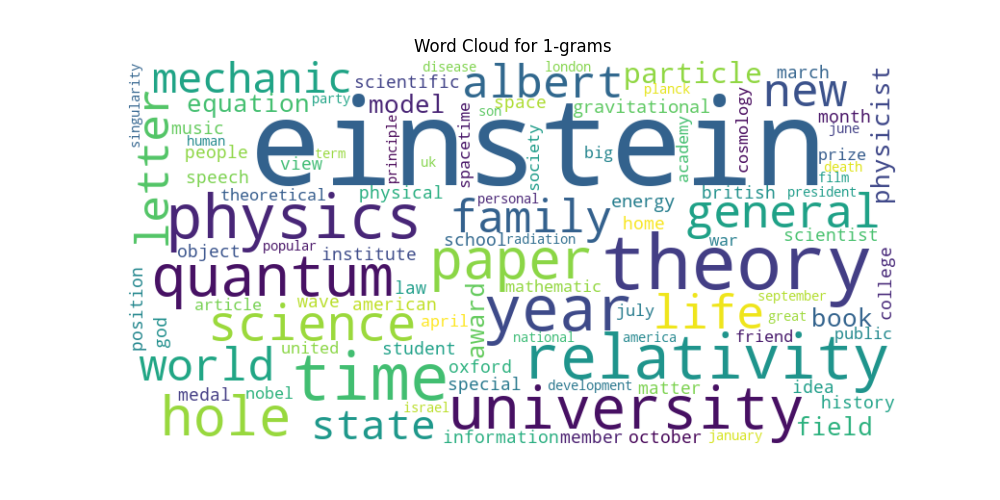 Word Cloud for 1-grams
singularity
mechanic
disease
scientific
albert
london
particle
planck
march
new
physicist
equation
party
model
son
space
gravitational
month
june
letter
music
human
people
speech
view
term
principle
uk
spacetime
einstein
society
big
academy
cosmology
prize
death
film
theoretical
physical
personal
energy
british
president
physics
family
home
general
scientist
object
popular
institute
school
radiation
paper
war
theory
college
quantum
law
mathematic
position
god
article
wave
american
science
april
award
year
july
life
september
great
book
public
world
united
student
national
america
friend
relativity
time
oxford
special
development
matter
idea
history
medal
nobel
israel
hole
state
university
field
information
member
october
january